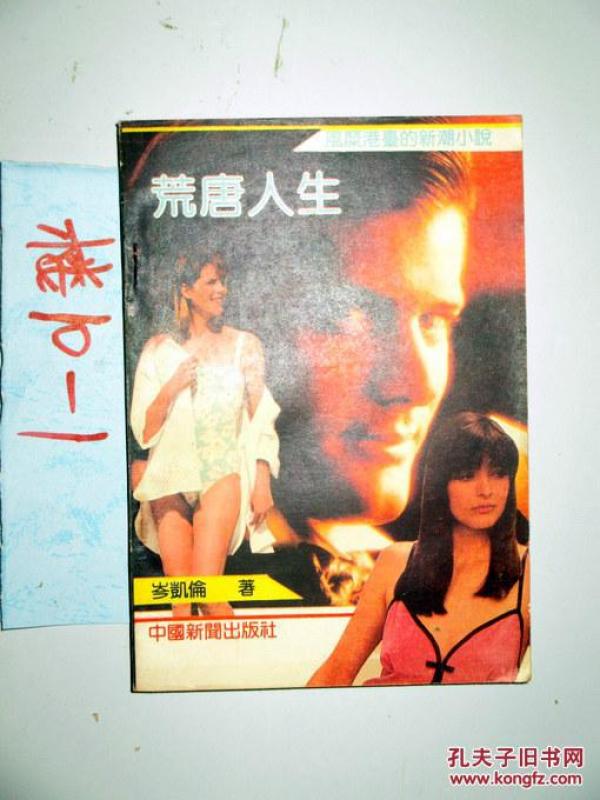 風靡港臺的新潮小說
荒唐人生
岑凱倫 著
中國新聞出版社
孔夫子旧书网
www.kongfz.com